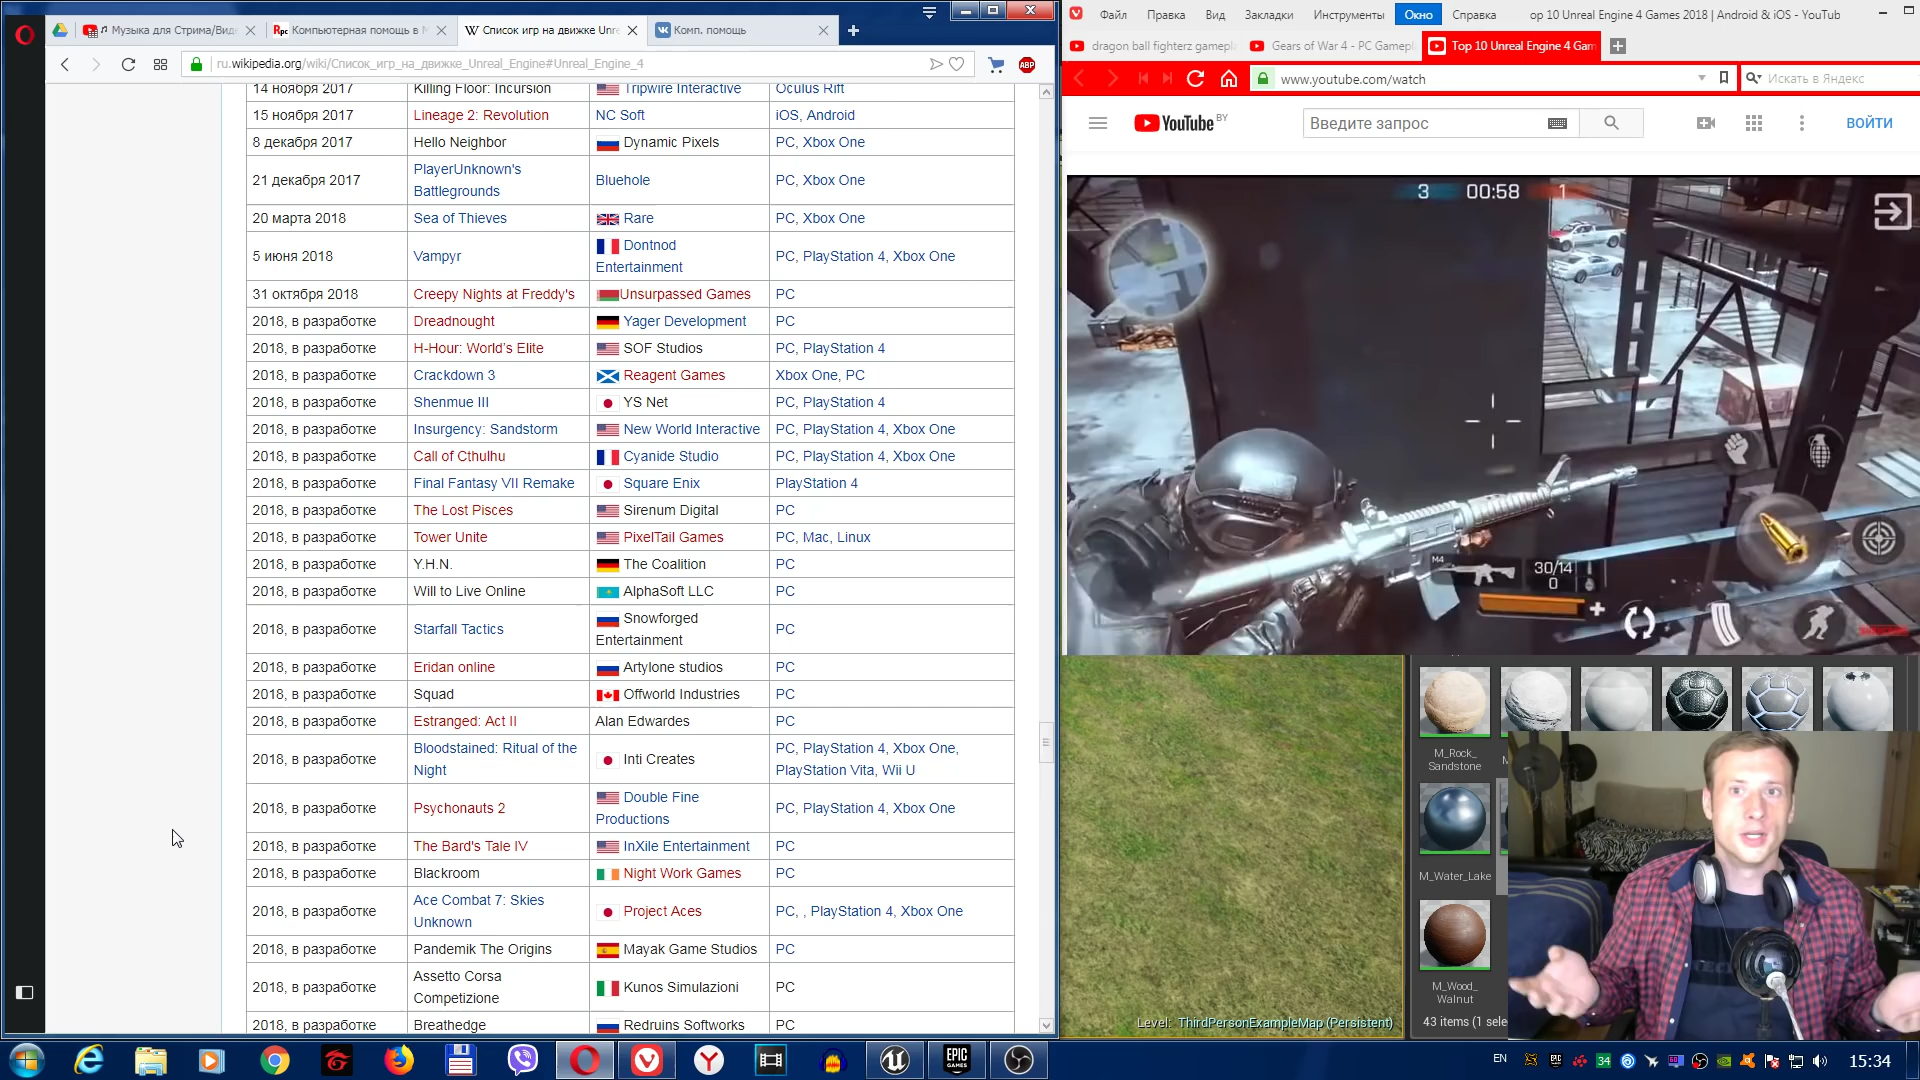 Музыка для Стрима/Вид
Компьютерная помощь в М
Список игр на движке Unre
Комп. помощь
ru.wikipedia.org/wiki/Список_игр_на_движке_Unreal_Engine#Unreal_Engine_4
ABP
14 ноября 2017 Killing Floor: Incursion Tripwire Interactive Oculus Rift
15 ноября 2017 Lineage 2: Revolution NC Soft iOS, Android
8 декабря 2017 Hello Neighbor Dynamic Pixels PC, Xbox One
21 декабря 2017 PlayerUnknown's Battlegrounds Bluehole PC, Xbox One
20 марта 2018 Sea of Thieves Rare PC, Xbox One
5 июня 2018 Vampyr Dontnod Entertainment PC, PlayStation 4, Xbox One
31 октября 2018 Creepy Nights at Freddy's Unsurpassed Games PC
2018, в разработке Dreadnought Yager Development PC
2018, в разработке H-Hour: World's Elite SOF Studios PC, PlayStation 4
2018, в разработке Crackdown 3 Reagent Games Xbox One, PC
2018, в разработке Shenmue III YS Net PC, PlayStation 4
2018, в разработке Insurgency: Sandstorm New World Interactive PC, PlayStation 4, Xbox One
2018, в разработке Call of Cthulhu Cyanide Studio PC, PlayStation 4, Xbox One
2018, в разработке Final Fantasy VII Remake Square Enix PlayStation 4
2018, в разработке The Lost Pisces Sirenum Digital PC
2018, в разработке Tower Unite PixelTail Games PC, Mac, Linux
2018, в разработке Y.H.N. The Coalition PC
2018, в разработке Will to Live Online AlphaSoft LLC PC
2018, в разработке Starfall Tactics Snowforged Entertainment PC
2018, в разработке Eridan online Artylone studios PC
2018, в разработке Squad Offworld Industries PC
2018, в разработке Estranged: Act II Alan Edwardes PC
2018, в разработке Bloodstained: Ritual of the Night Inti Creates PC, PlayStation 4, Xbox One, PlayStation Vita, Wii U
2018, в разработке Psychonauts 2 Double Fine Productions PC, PlayStation 4, Xbox One
2018, в разработке The Bard's Tale IV InXile Entertainment PC
2018, в разработке Blackroom Night Work Games PC
2018, в разработке Ace Combat 7: Skies Unknown Project Aces PC, , PlayStation 4, Xbox One
2018, в разработке Pandemik The Origins Mayak Game Studios PC
2018, в разработке Assetto Corsa Competizione Kunos Simulazioni PC
2018, в разработке Breathedge Redruins Softworks PC
Файл Правка Вид Закладки Инструменты Окно Справка
op 10 Unreal Engine 4 Games 2018 | Android & iOS - YouTub
dragon ball fighterz gamepla
Gears of War 4 - PC Gamepl
Top 10 Unreal Engine 4 Gam
www.youtube.com/watch
Искать в Яндекс
YouTube BY
Введите запрос
ВОЙТИ
3 00:58 1
M4
30/14
0
Level: ThirdPersonExampleMap (Persistent)
M_Rock_
Sandstone
M_Water_Lake
M_Wood_
Walnut
43 items (1 sele
EPIC
GAMES
EN
34
15:34